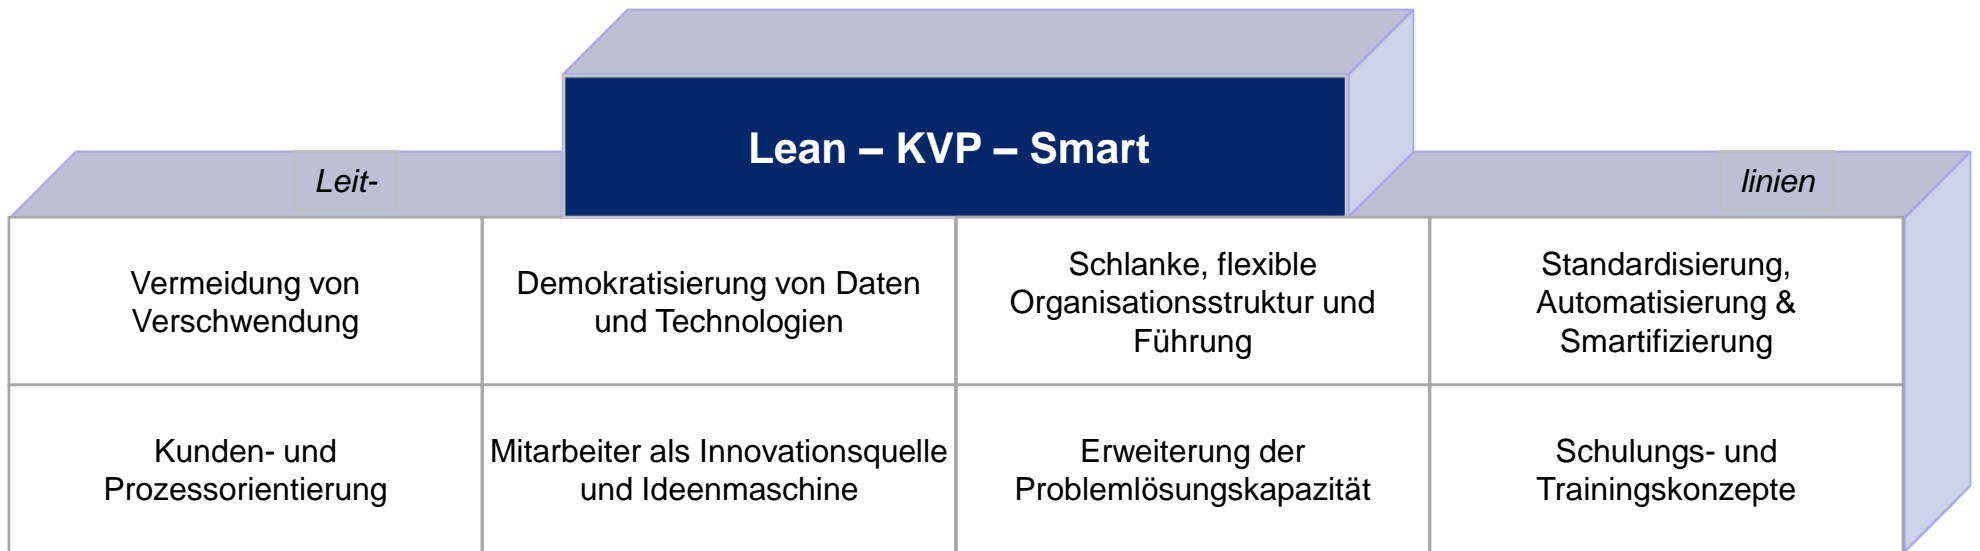 Lean – KVP – Smart
Leit-
linien
Vermeidung von
Verschwendung
Demokratisierung von Daten
und Technologien
Schlanke, flexible
Organisationsstruktur und
Führung
Standardisierung,
Automatisierung &
Smartifizierung
Kunden- und
Prozessorientierung
Mitarbeiter als Innovationsquelle
und Ideenmaschine
Erweiterung der
Problemlösungskapazität
Schulungs- und
Trainingskonzepte